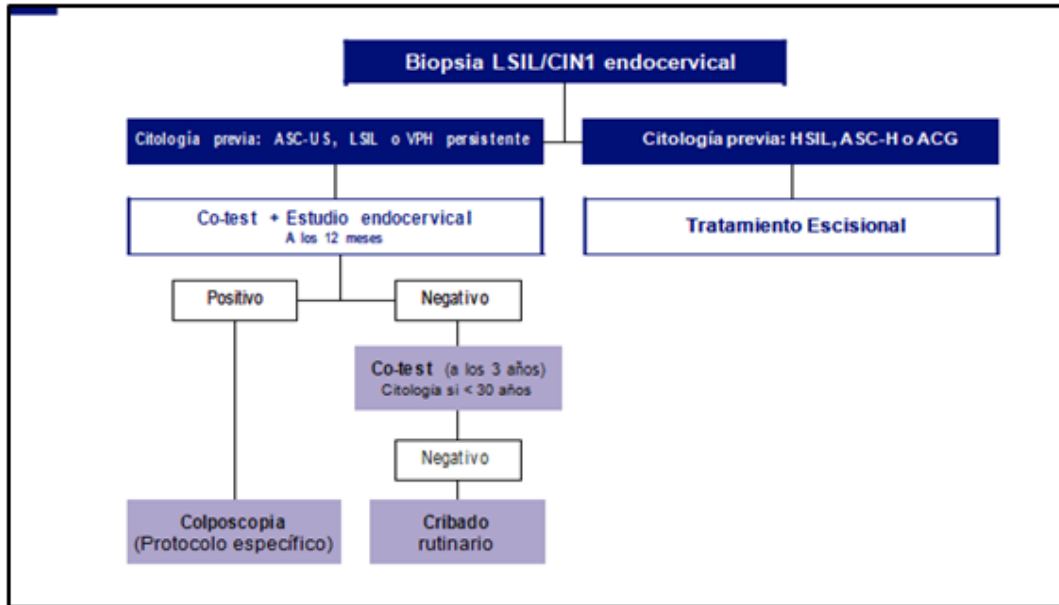 Biopsia LSIL/CIN1 endocervical
Citología previa: ASC-US, LSIL o VPH persistente
Citología previa: HSIL, ASC-H o ACG
Co-test + Estudio endocervical
A los 12 meses
Tratamiento Escisional
Positivo
Negativo
Co-test (a los 3 años)
Citología si < 30 años
Negativo
Colposcopia
(Protocolo específico)
Cribado
rutinario